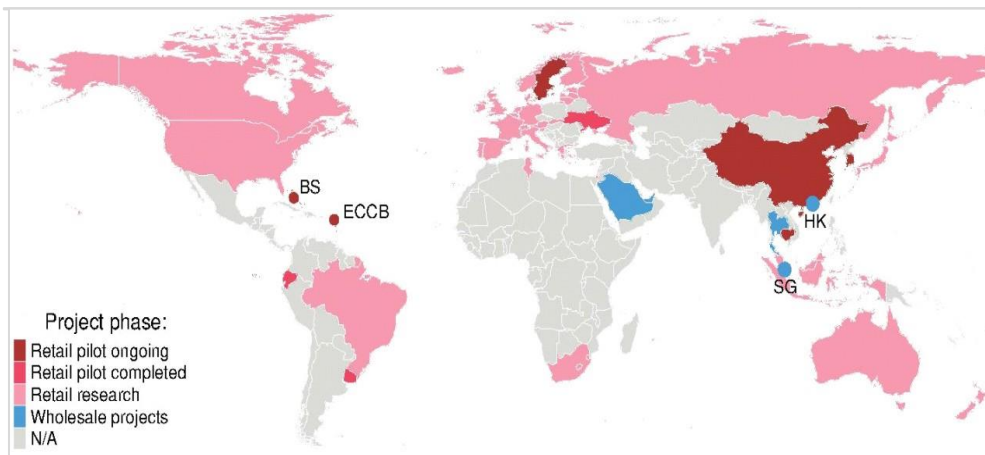 BS
ECCB
HK
SG
Project phase:
Retail pilot ongoing
Retail pilot completed
Retail research
Wholesale projects
N/A